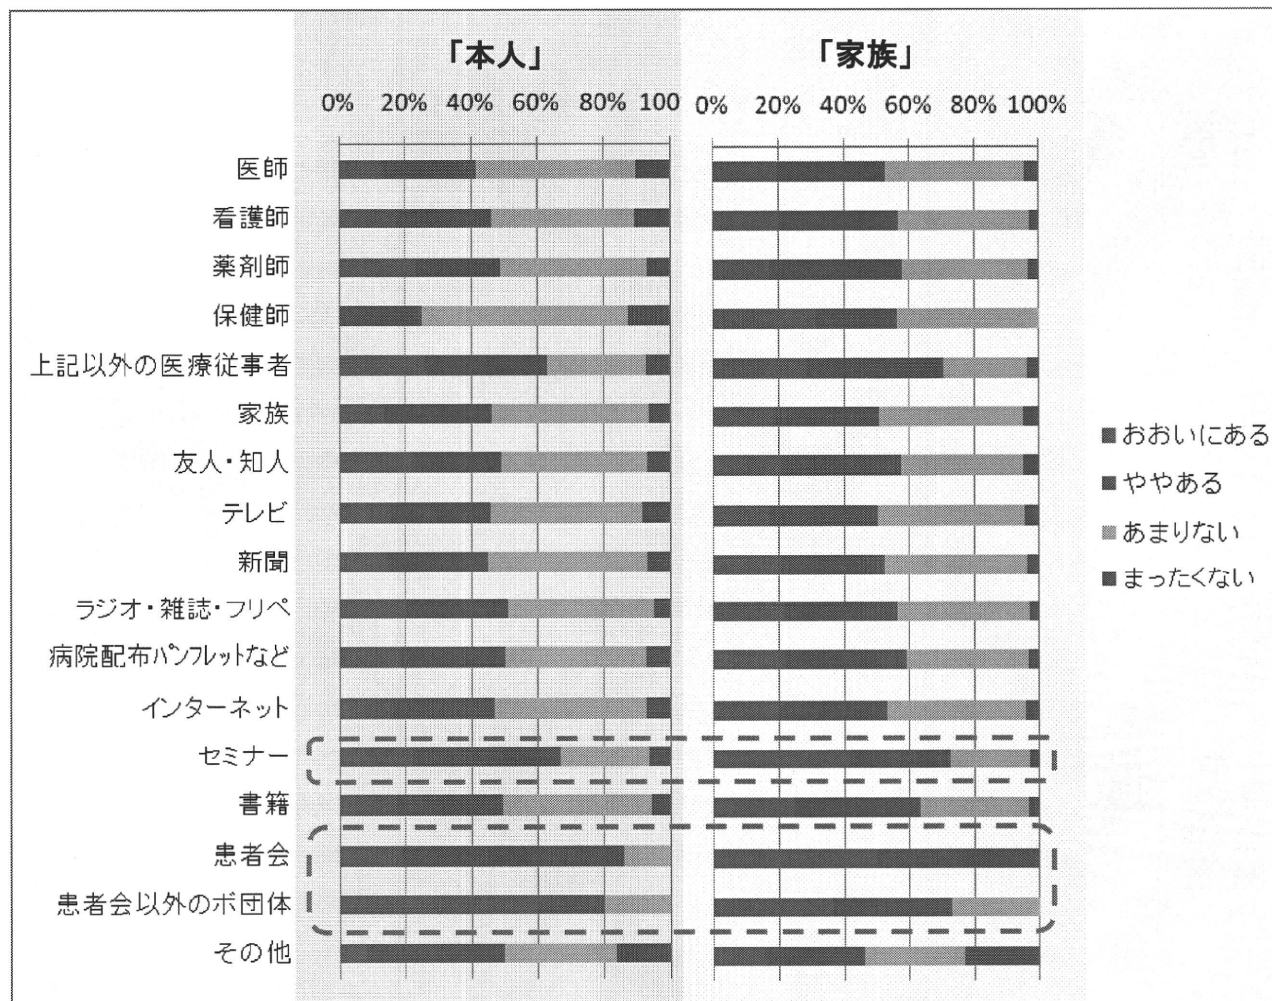 「本人」
「家族」
0% 20% 40% 60% 80% 100
0% 20% 40% 60% 80% 100%
医師
看護師
薬剤師
保健師
上記以外の医療従事者
家族
友人・知人
テレビ
新聞
ラジオ・雑誌・フリペ
病院配布パンフレットなど
インターネット
セミナー
書籍
患者会
患者会以外のボ団体
その他
おおいにある
ややある
あまりない
まったくない